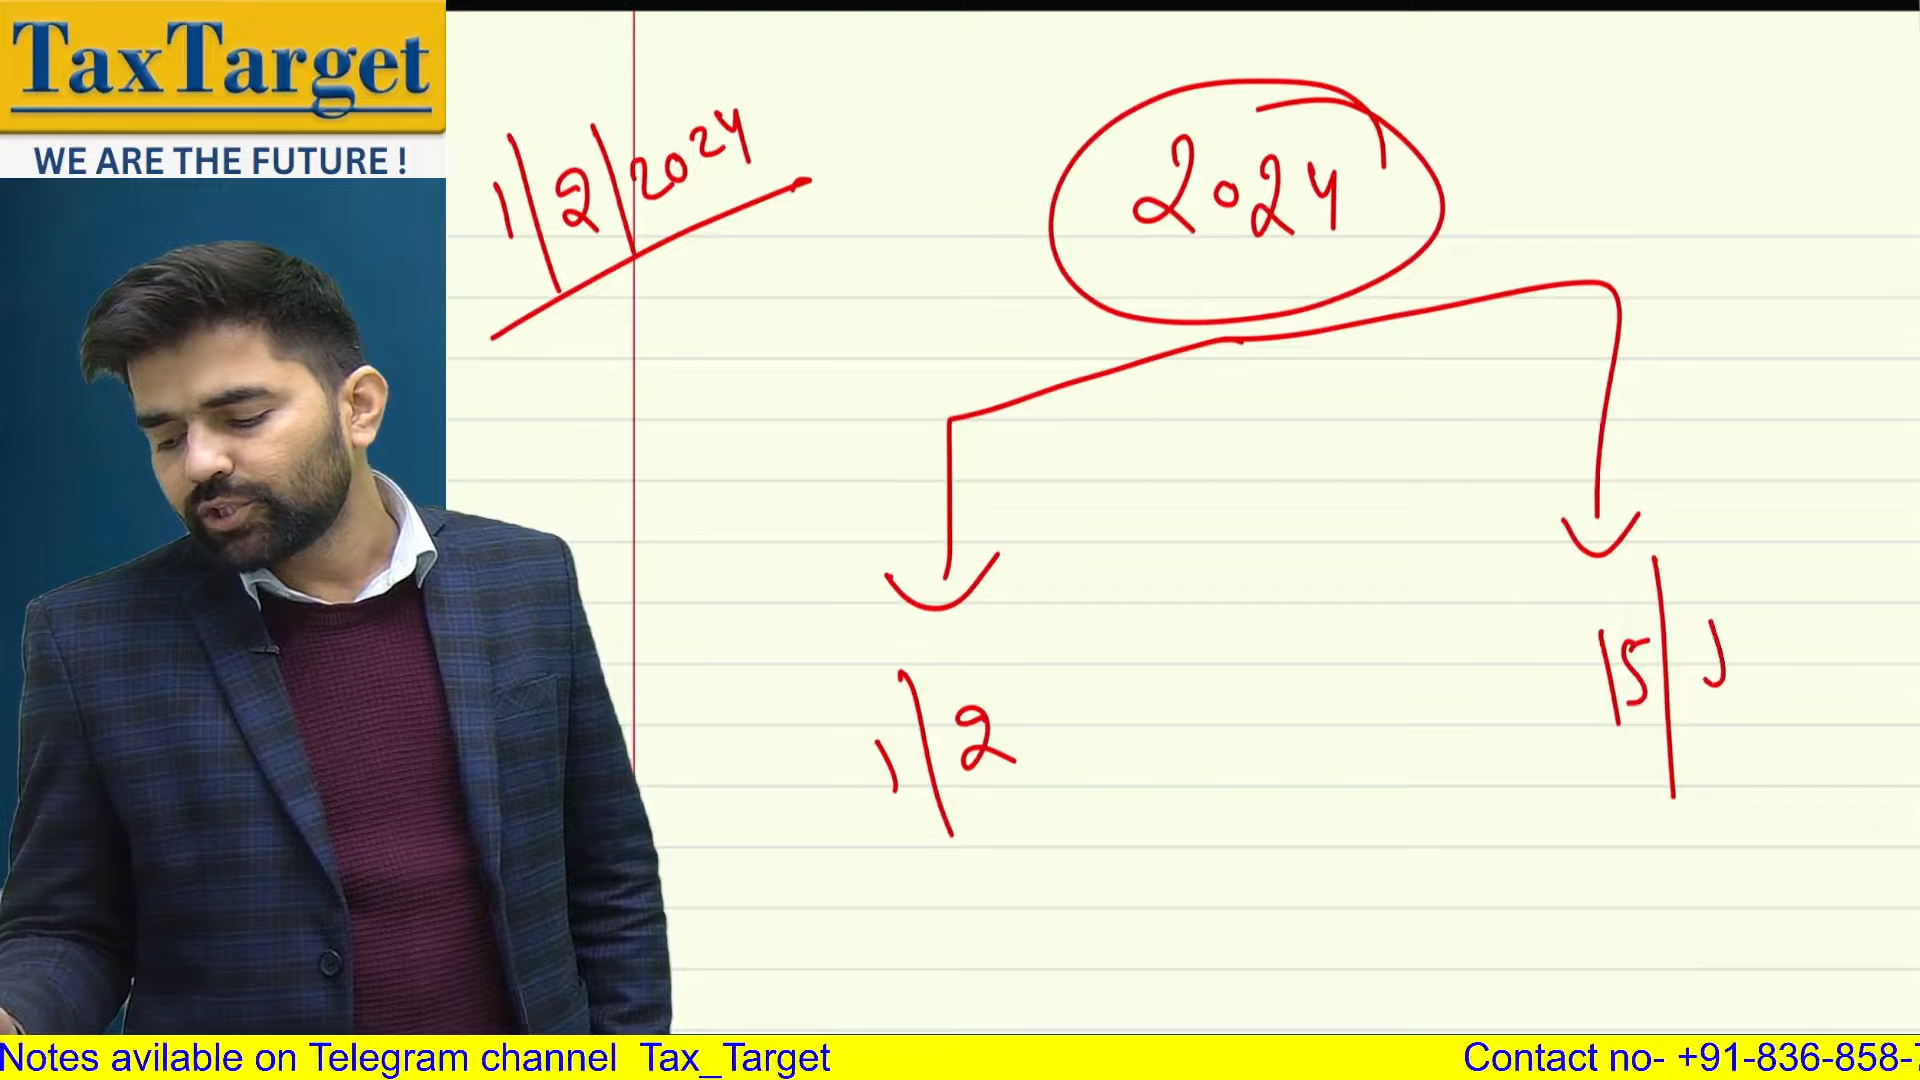 TaxTarget
WE ARE THE FUTURE !
1/2/2024
2024
1/2
15/J
Notes avilable on Telegram channel Tax_Target
Contact no- +91-836-858-